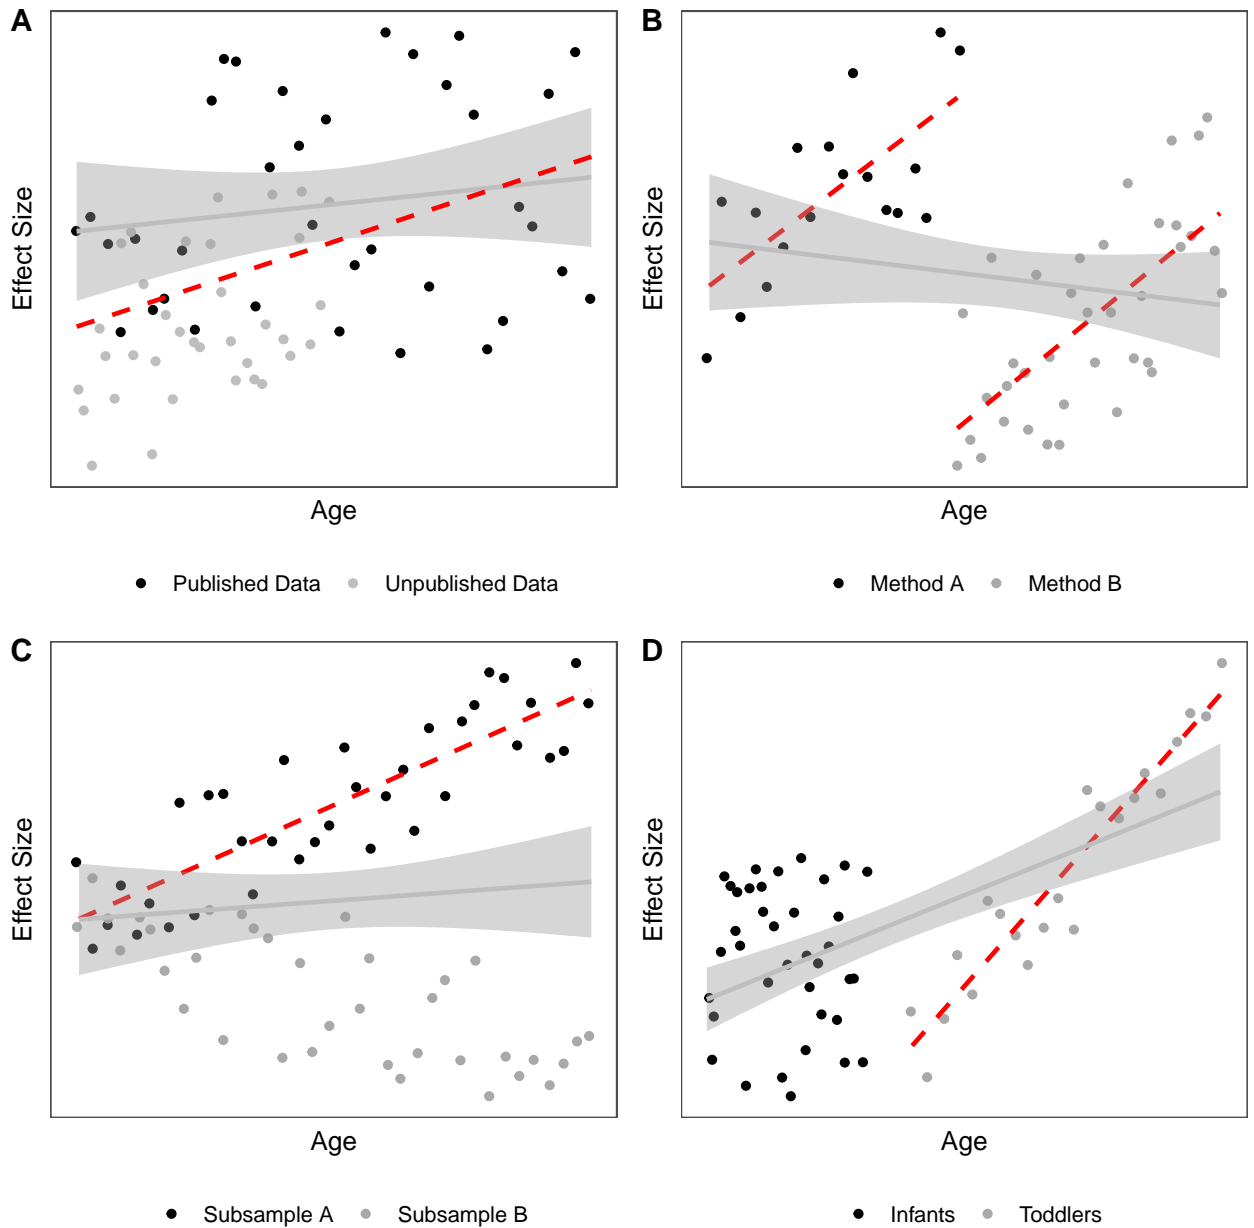 A
B
Effect Size
Effect Size
Age
Age
Published Data
Unpublished Data
Method A
Method B
C
D
Effect Size
Effect Size
Age
Age
Subsample A
Subsample B
Infants
Toddlers